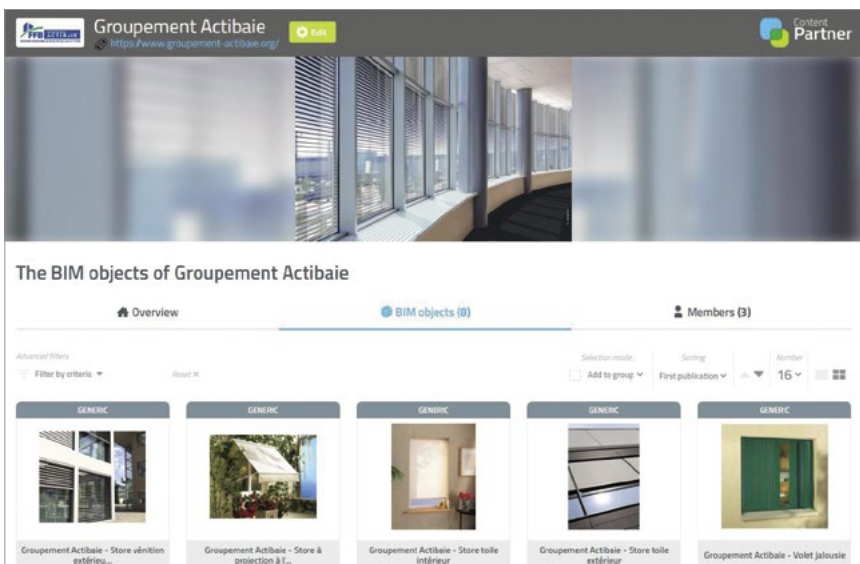 Groupement Actibaie
https://www.groupement-actibaie.org/
Edit
Content
Partner
The BIM objects of Groupement Actibaie
Overview
BIM objects (8)
Members (3)
Advanced filters
Filter by criteria
Reset
Selection mode
Add to group
Sorting
First publication
Number
16
GENERIC
GENERIC
GENERIC
GENERIC
GENERIC
Groupement Actibaie - Store vénition
extérieu...
Groupement Actibaie - Store à
projection à l'...
Groupement Actibaie - Store toile
intérieur
Groupement Actibaie - Store toile
extérieur
Groupement Actibaie - Volet jalousie